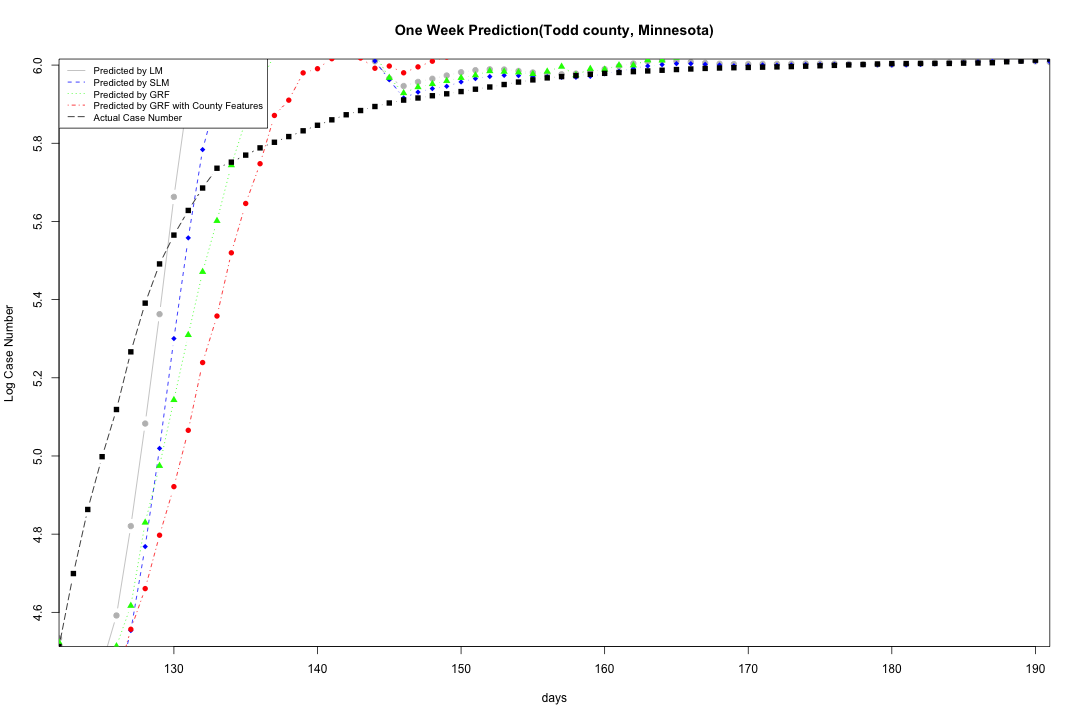 One Week Prediction(Todd county, Minnesota)
Predicted by LM
Predicted by SLM
Predicted by GRF
Predicted by GRF with County Features
Actual Case Number
Log Case Number
6.0
5.8
5.6
5.4
5.2
5.0
4.8
4.6
130 140 150 160 170 180 190
days